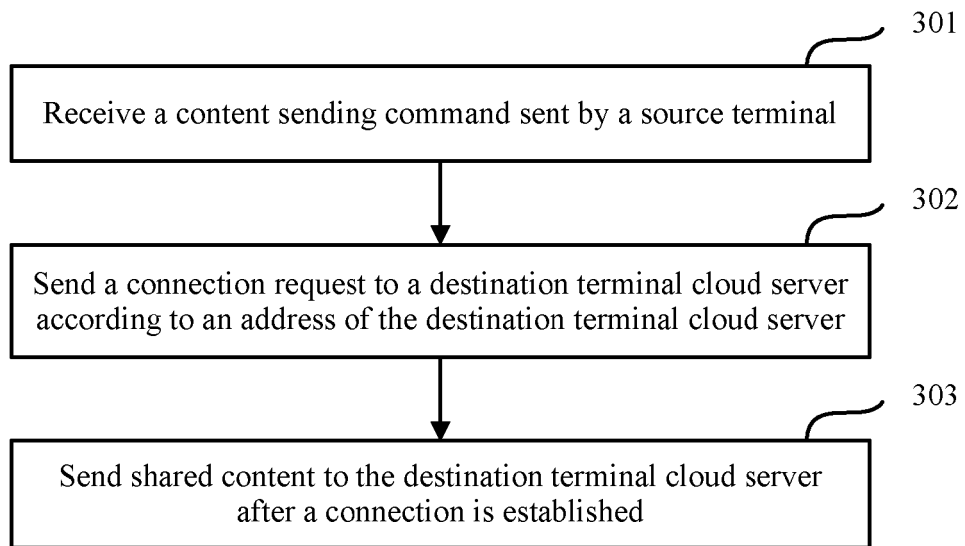 301
Receive a content sending command sent by a source terminal
302
Send a connection request to a destination terminal cloud server
according to an address of the destination terminal cloud server
303
Send shared content to the destination terminal cloud server
after a connection is established